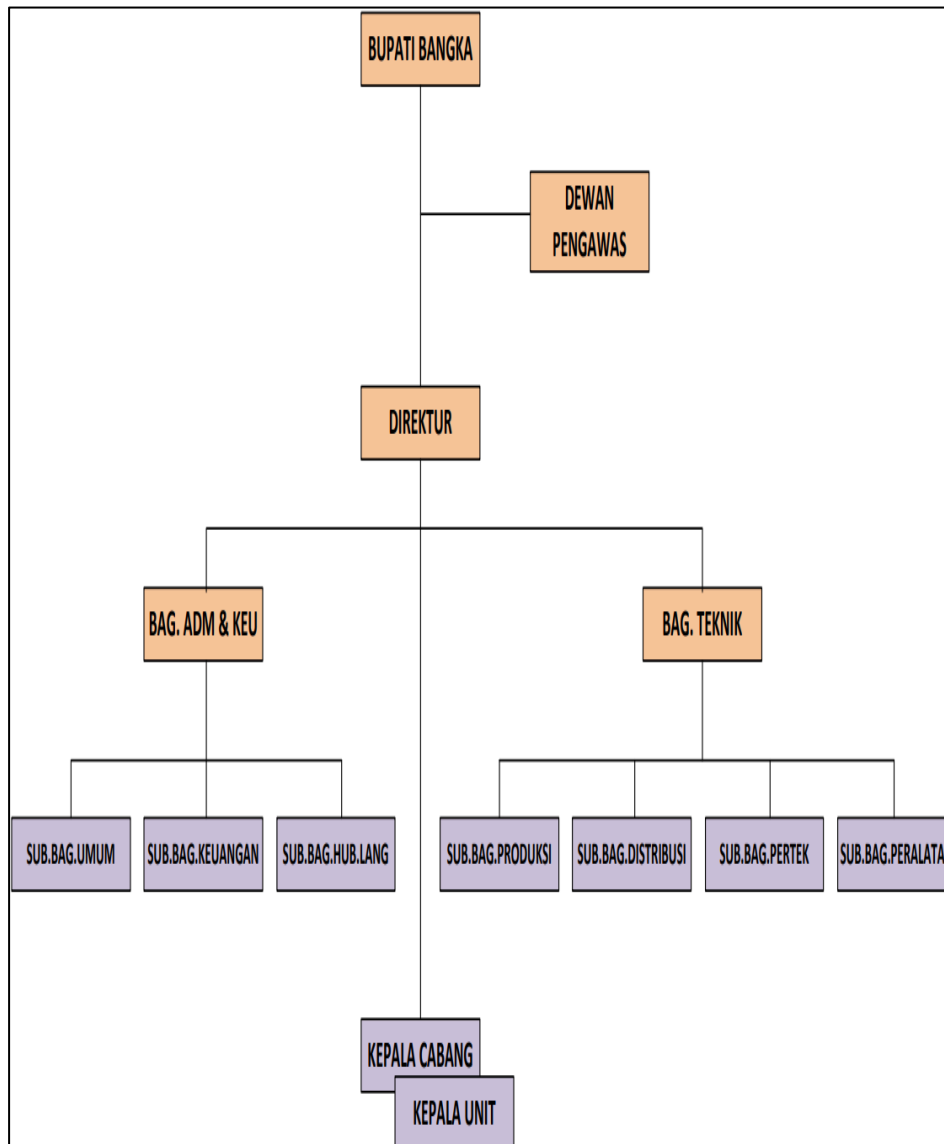 BUPATI BANGKA
DEWAN
PENGAWAS
DIREKTUR
BAG. ADM & KEU
BAG. TEKNIK
SUB.BAG.UMUM
SUB.BAG.KEUANGAN
SUB.BAG.HUB.LANG
SUB.BAG.PRODUKSI
SUB.BAG.DISTRIBUSI
SUB.BAG.PERTEK
SUB.BAG.PERALATA
KEPALA CABANG
KEPALA UNIT